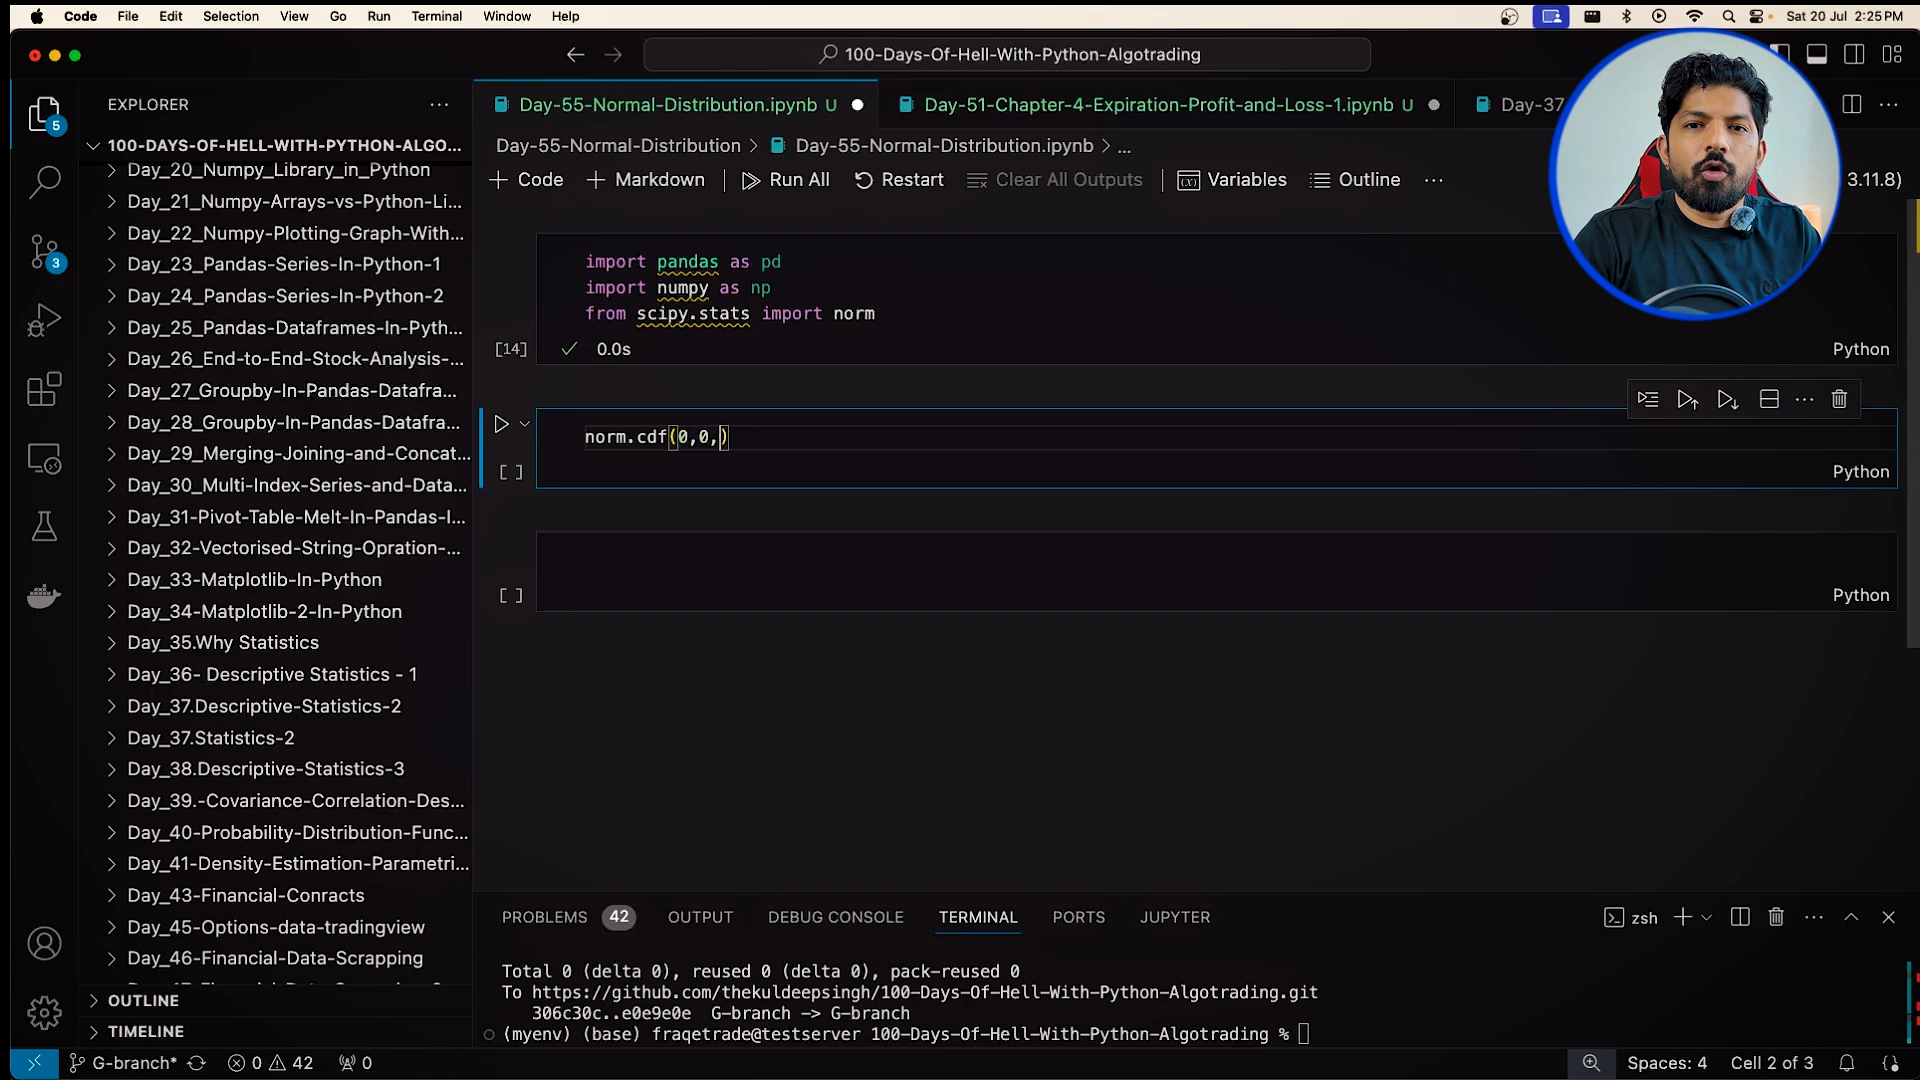 Code File Edit Selection View Go Run Terminal Window Help
Sat 20 Jul 2:25 PM
100-Days-Of-Hell-With-Python-Algotrading
EXPLORER
5
3
100-DAYS-OF-HELL-WITH-PYTHON-ALGO...
Day_20_Numpy_Library_in_Python
Day_21_Numpy-Arrays-vs-Python-Li...
Day_22_Numpy-Plotting-Graph-With...
Day_23_Pandas-Series-In-Python-1
Day_24_Pandas-Series-In-Python-2
Day_25_Pandas-Dataframes-In-Pyth...
Day_26_End-to-End-Stock-Analysis-...
Day_27_Groupby-In-Pandas-Datafra...
Day_28_Groupby-In-Pandas-Datafra...
Day_29_Merging-Joining-and-Concat...
Day_30_Multi-Index-Series-and-Data...
Day_31-Pivot-Table-Melt-In-Pandas-I...
Day_32-Vectorised-String-Opration-...
Day_33-Matplotlib-In-Python
Day_34-Matplotlib-2-In-Python
Day_35.Why Statistics
Day_36- Descriptive Statistics - 1
Day_37.Descriptive-Statistics-2
Day_37.Statistics-2
Day_38.Descriptive-Statistics-3
Day_39.-Covariance-Correlation-Des...
Day_40-Probability-Distribution-Func...
Day_41-Density-Estimation-Parametri...
Day_43-Financial-Conracts
Day_45-Options-data-tradingview
Day_46-Financial-Data-Scrapping
OUTLINE
TIMELINE
Day-55-Normal-Distribution.ipynb U
Day-51-Chapter-4-Expiration-Profit-and-Loss-1.ipynb U
Day-37
Day-55-Normal-Distribution > Day-55-Normal-Distribution.ipynb > ...
Code Markdown Run All Restart Clear All Outputs Variables Outline ...
3.11.8)
import pandas as pd
import numpy as np
from scipy.stats import norm
[14] 0.0s
Python
norm.cdf(0,0,)
[ ]
Python
[ ]
Python
PROBLEMS 42 OUTPUT DEBUG CONSOLE TERMINAL PORTS JUPYTER
zsh
Total 0 (delta 0), reused 0 (delta 0), pack-reused 0
To https://github.com/thekuldeepsingh/100-Days-Of-Hell-With-Python-Algotrading.git
306c30c..e0e9e0e G-branch -> G-branch
(myenv) (base) fraqetrade@testserver 100-Days-Of-Hell-With-Python-Algotrading %
G-branch* 0 42 0
Spaces: 4 Cell 2 of 3